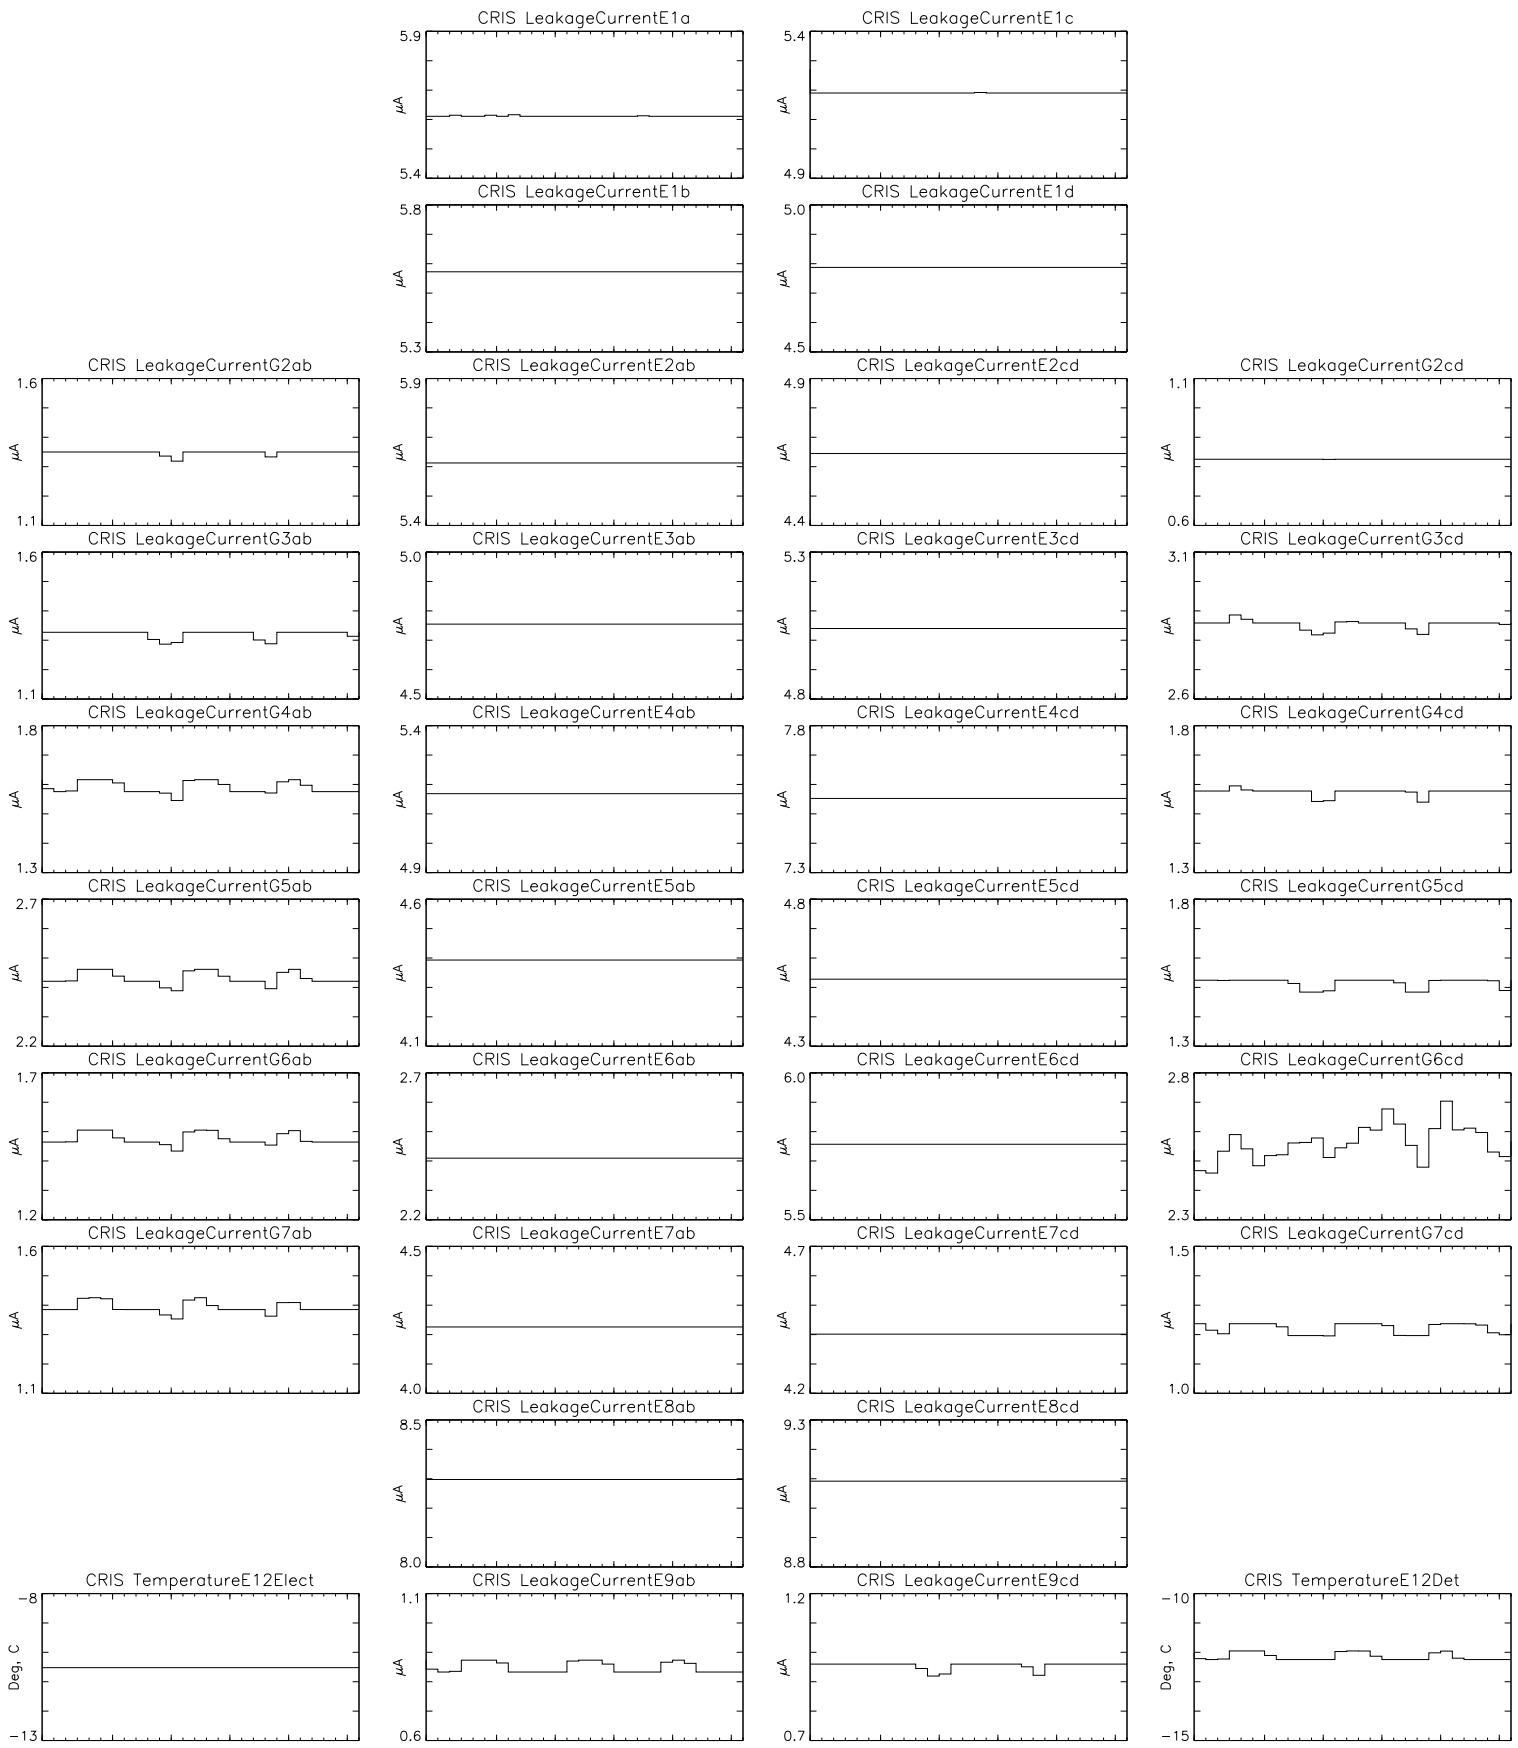 CRIS LeakageCurrentE1a
5.9
µA
5.4
CRIS LeakageCurrentE1c
5.4
µA
4.9
CRIS LeakageCurrentE1b
5.8
µA
5.3
CRIS LeakageCurrentE1d
5.0
µA
4.5
CRIS LeakageCurrentG2ab
1.6
µA
1.1
CRIS LeakageCurrentE2ab
5.9
µA
5.4
CRIS LeakageCurrentE2cd
4.9
µA
4.4
CRIS LeakageCurrentG2cd
1.1
µA
0.6
CRIS LeakageCurrentG3ab
1.6
µA
1.1
CRIS LeakageCurrentE3ab
5.0
µA
4.5
CRIS LeakageCurrentE3cd
5.3
µA
4.8
CRIS LeakageCurrentG3cd
3.1
µA
2.6
CRIS LeakageCurrentG4ab
1.8
µA
1.3
CRIS LeakageCurrentE4ab
5.4
µA
4.9
CRIS LeakageCurrentE4cd
7.8
µA
7.3
CRIS LeakageCurrentG4cd
1.8
µA
1.3
CRIS LeakageCurrentG5ab
2.7
µA
2.2
CRIS LeakageCurrentE5ab
4.6
µA
4.1
CRIS LeakageCurrentE5cd
4.8
µA
4.3
CRIS LeakageCurrentG5cd
1.8
µA
1.3
CRIS LeakageCurrentG6ab
1.7
µA
1.2
CRIS LeakageCurrentE6ab
2.7
µA
2.2
CRIS LeakageCurrentE6cd
6.0
µA
5.5
CRIS LeakageCurrentG6cd
2.8
µA
2.3
CRIS LeakageCurrentG7ab
1.6
µA
1.1
CRIS LeakageCurrentE7ab
4.5
µA
4.0
CRIS LeakageCurrentE7cd
4.7
µA
4.2
CRIS LeakageCurrentG7cd
1.5
µA
1.0
CRIS LeakageCurrentE8ab
8.5
µA
8.0
CRIS LeakageCurrentE8cd
9.3
µA
8.8
CRIS TemperatureE12Elect
-8
Deg, C
-13
CRIS LeakageCurrentE9ab
1.1
µA
0.6
CRIS LeakageCurrentE9cd
1.2
µA
0.7
CRIS TemperatureE12Det
-10
Deg, C
-15